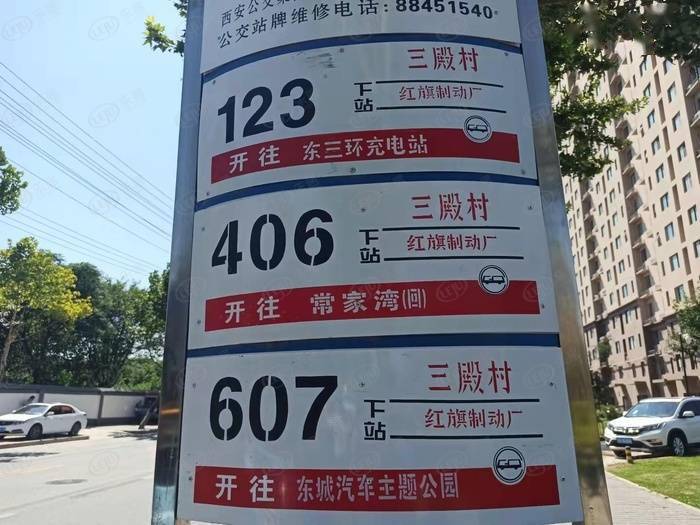 西安公交集
公交站牌维修电话：88451540
123 下站 三殿村
红旗制动厂
开往 东三环充电站
406 下站 三殿村
红旗制动厂
开往 常家湾(回)
607 下站 三殿村
红旗制动厂
开往 东城汽车主题公园